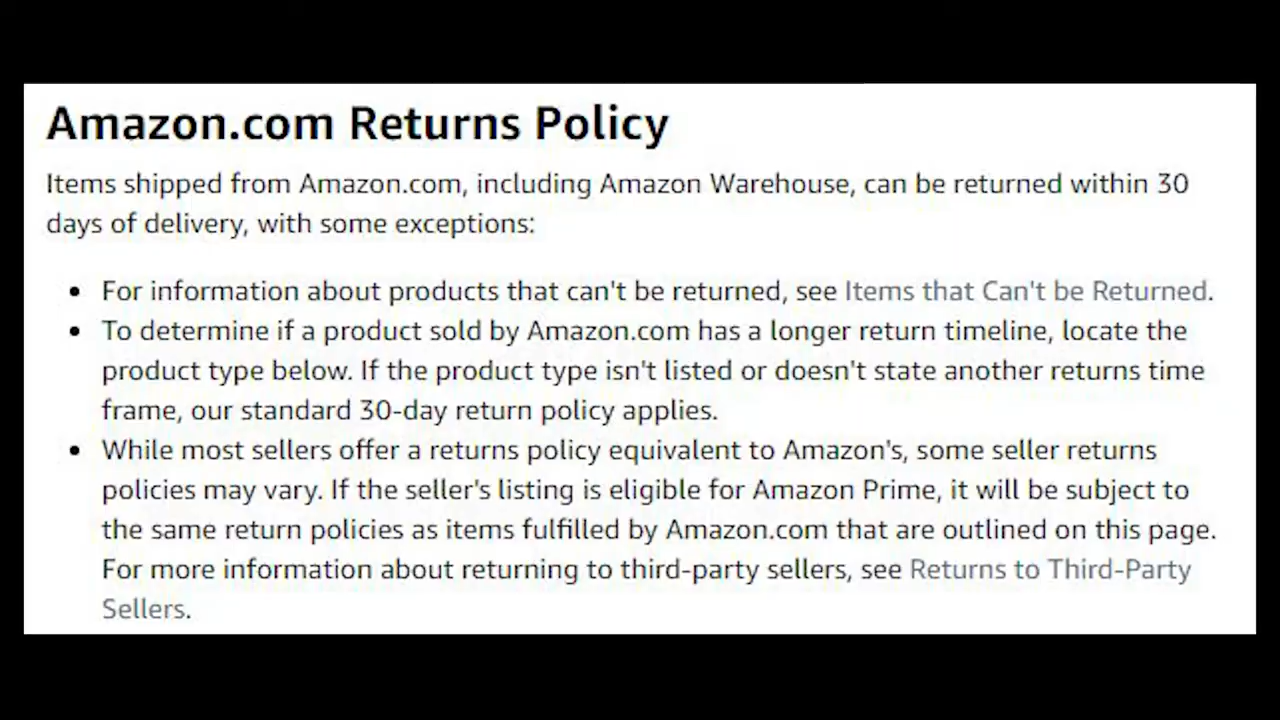 Amazon.com Returns Policy
Items shipped from Amazon.com, including Amazon Warehouse, can be returned within 30
days of delivery, with some exceptions:
• For information about products that can't be returned, see Items that Can't be Returned.
• To determine if a product sold by Amazon.com has a longer return timeline, locate the
product type below. If the product type isn't listed or doesn't state another returns time
frame, our standard 30-day return policy applies.
• While most sellers offer a returns policy equivalent to Amazon's, some seller returns
policies may vary. If the seller's listing is eligible for Amazon Prime, it will be subject to
the same return policies as items fulfilled by Amazon.com that are outlined on this page.
For more information about returning to third-party sellers, see Returns to Third-Party
Sellers.